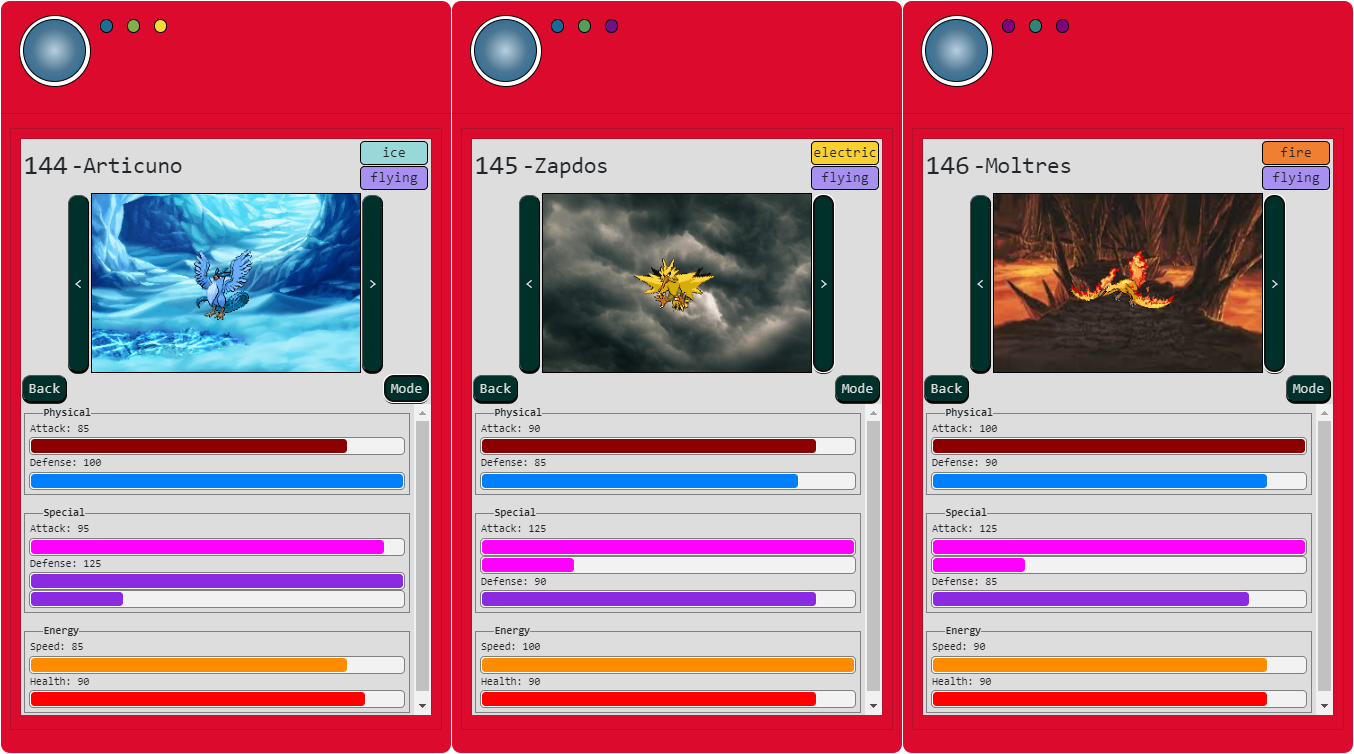 144 -Articuno
ice
flying
<
>
Back
Mode
Physical
Attack: 85
Defense: 100
Special
Attack: 95
Defense: 125
Energy
Speed: 85
Health: 90
145 -Zapdos
electric
flying
<
>
Back
Mode
Physical
Attack: 90
Defense: 85
Special
Attack: 125
Defense: 90
Energy
Speed: 100
Health: 90
146 -Moltres
fire
flying
<
>
Back
Mode
Physical
Attack: 100
Defense: 90
Special
Attack: 125
Defense: 85
Energy
Speed: 90
Health: 90